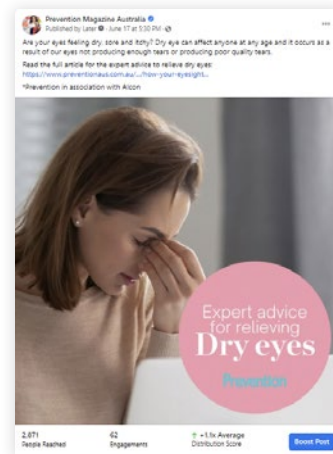 Prevention Magazine Australia
Published by Later · June 17 at 5:30 PM ·
Are your eyes feeling dry, sore and itchy? Dry eye can affect anyone at any age and it occurs as a
result of our eyes not producing enough tears or producing poor quality tears.
Read the full article for the expert advice to relieve dry eyes:
https://www.preventionaus.com.au/.../how-your-eyesight...
*Prevention in association with Alcon
Expert advice
for relieving
Dry eyes
Prevention
2,871
People Reached
62
Engagements
+1.1x Average
Distribution Score
Boost Post